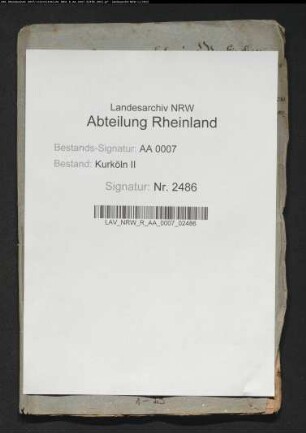 Landesarchiv NRW
Abteilung Rheinland
Bestands-Signatur: AA 0007
Bestand: Kurköln II
Signatur: Nr. 2486
LAV_NRW_R_AA_0007_02486